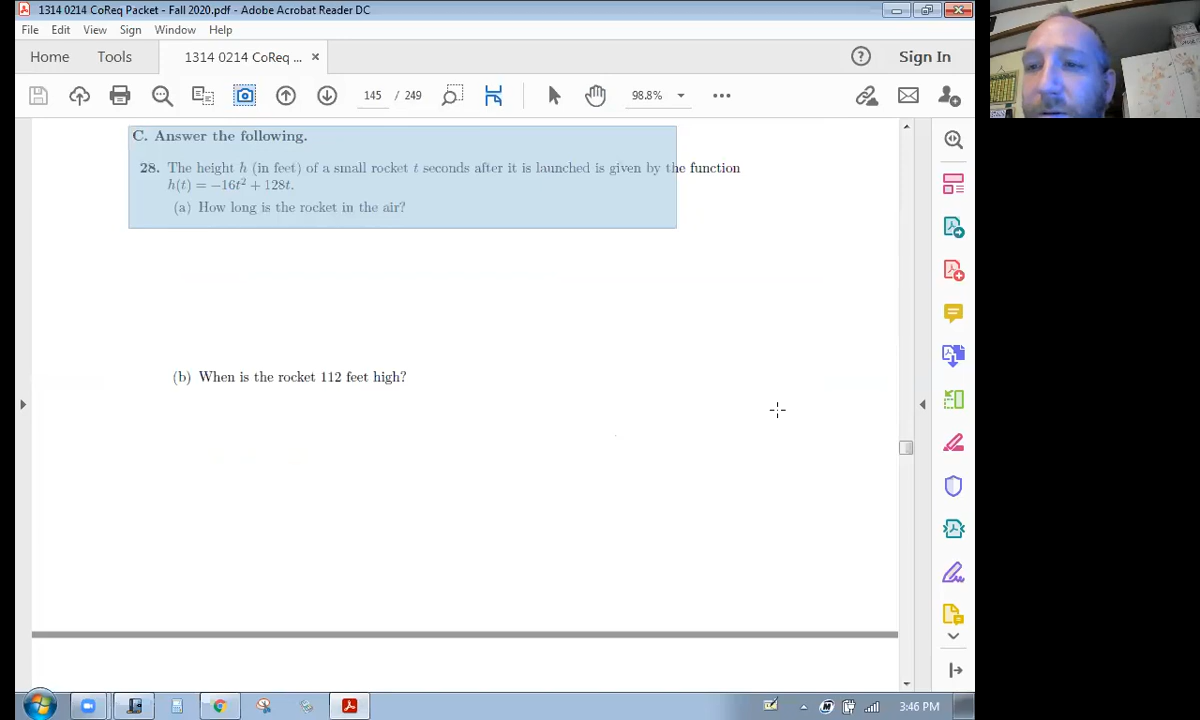 1314 0214 CoReq Packet - Fall 2020.pdf - Adobe Acrobat Reader DC
File Edit View Sign Window Help
Home Tools 1314 0214 CoReq ... × Sign In
145 / 249 98.8%
C. Answer the following.
28. The height h (in feet) of a small rocket t seconds after it is launched is given by the function
h(t) = −16t² + 128t.
(a) How long is the rocket in the air?
(b) When is the rocket 112 feet high?
3:46 PM